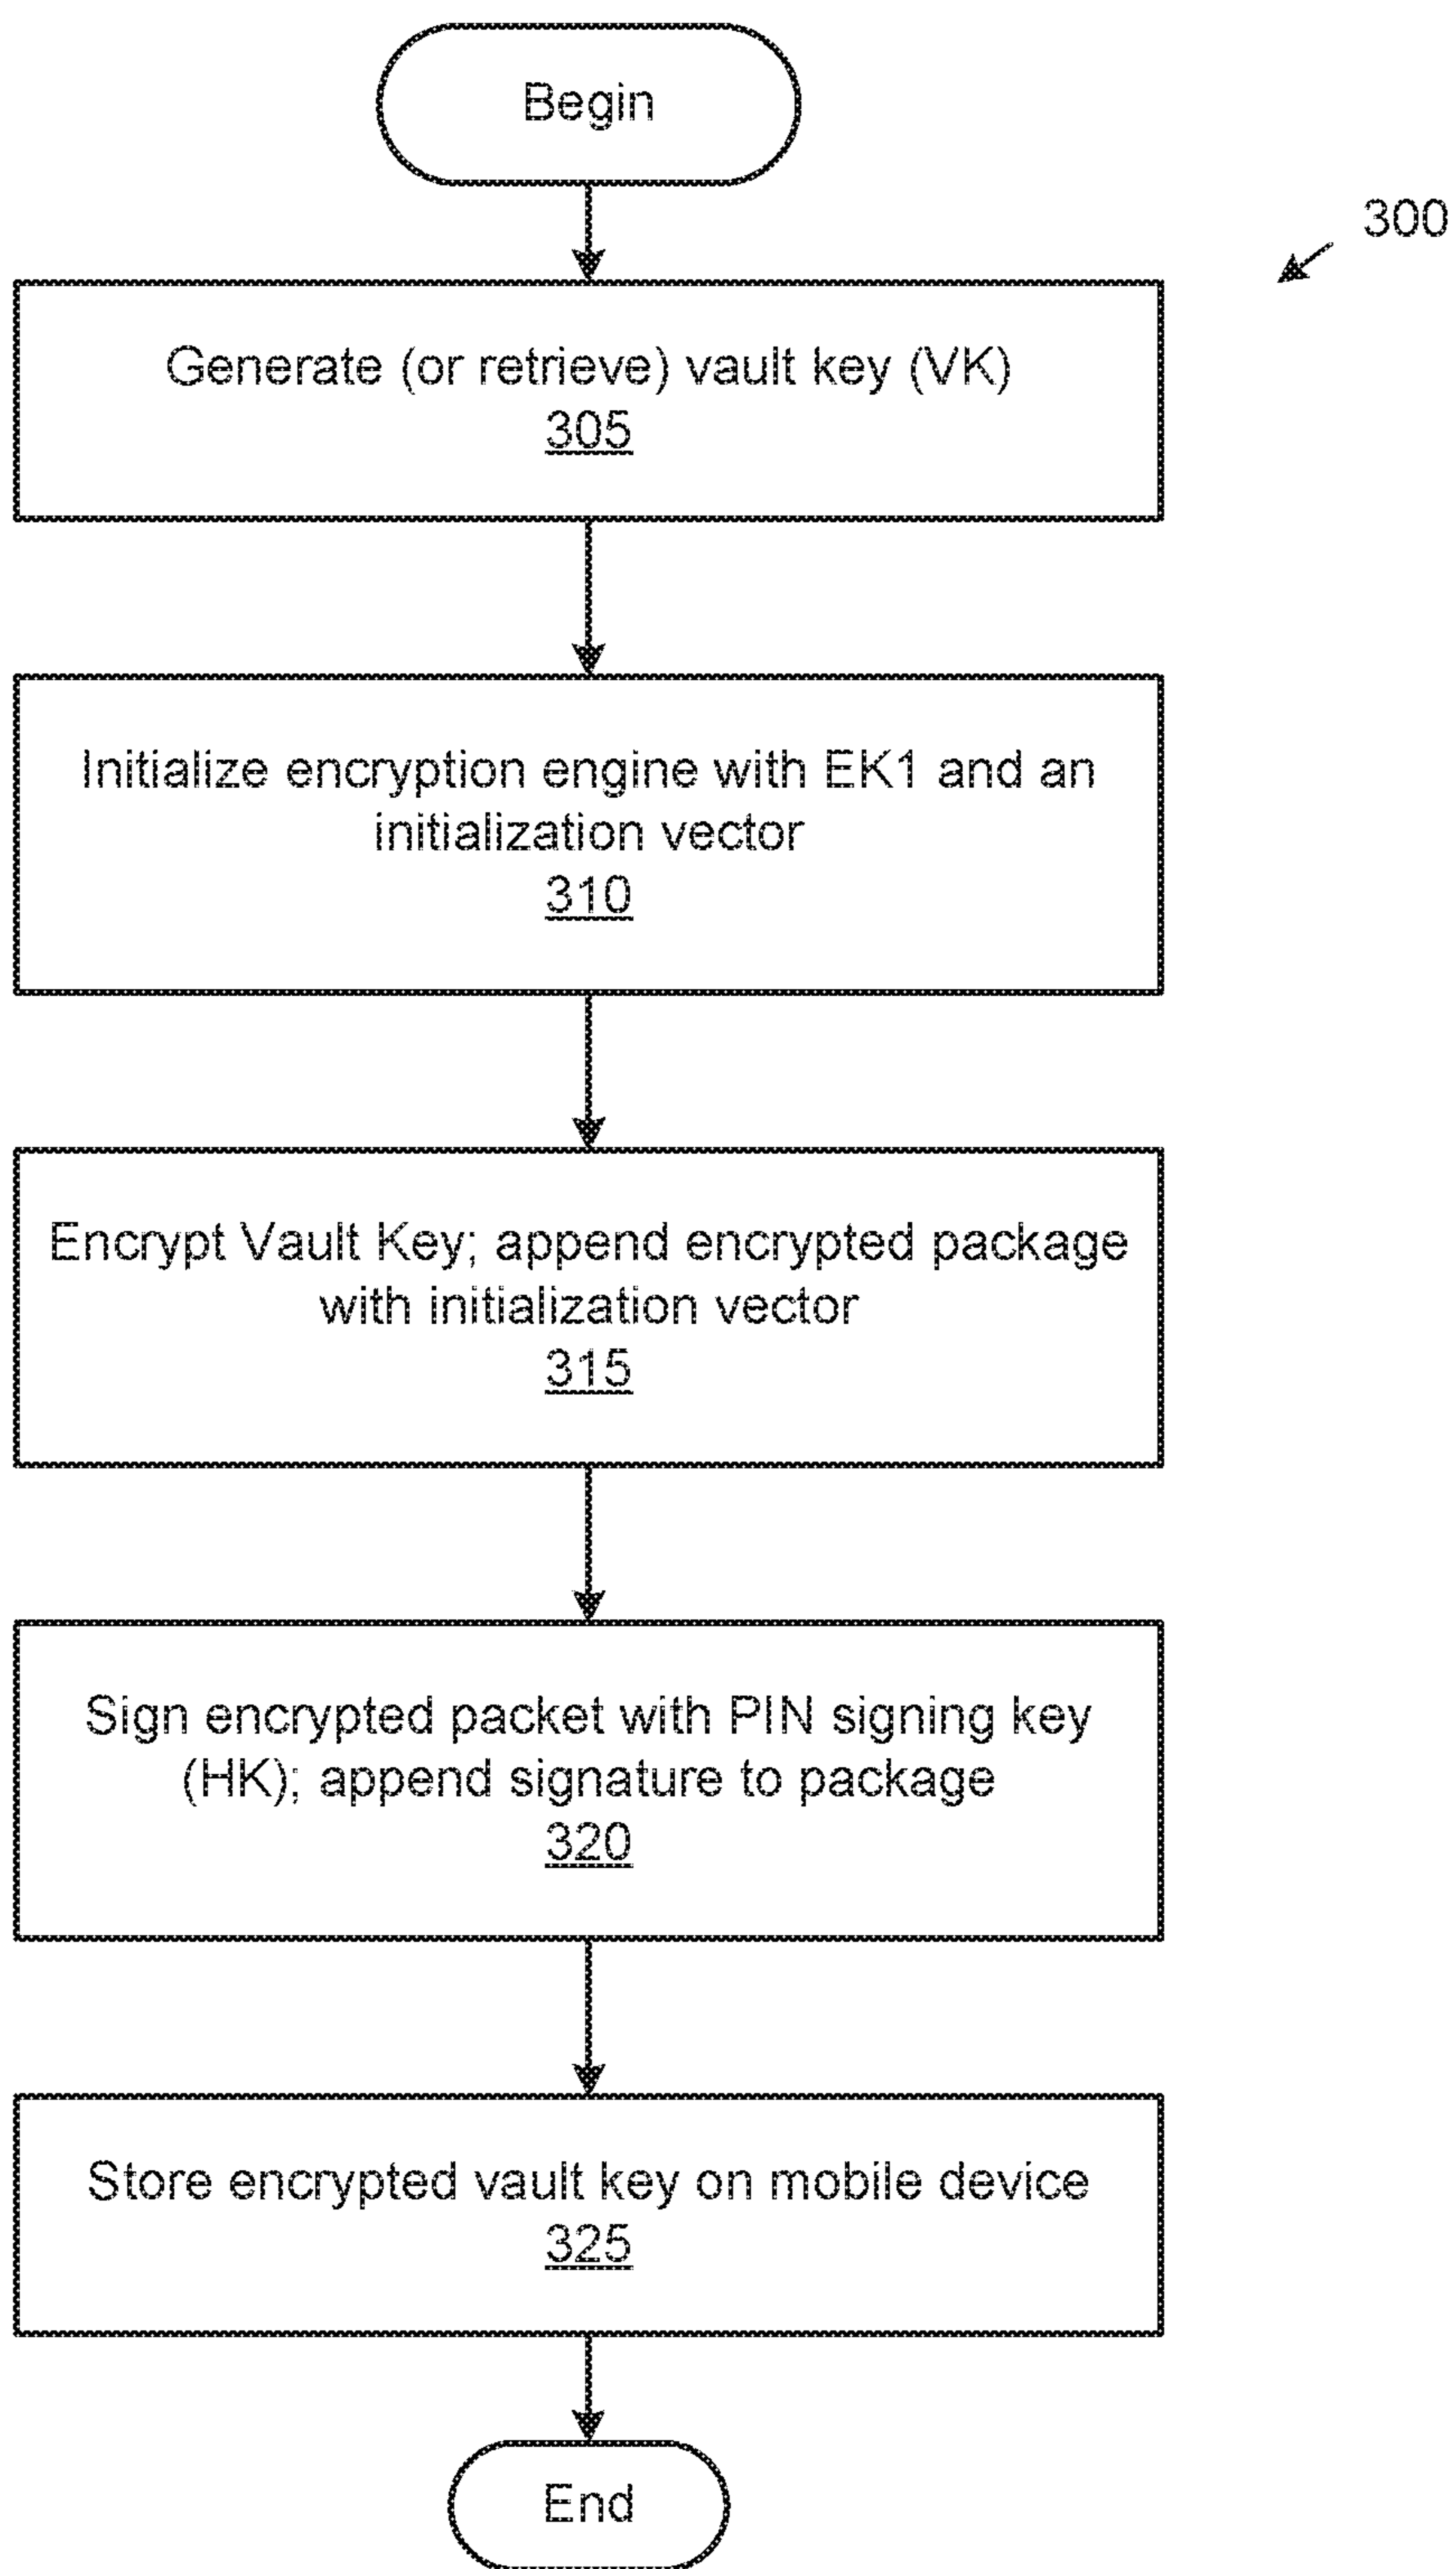 Begin
300
Generate (or retrieve) vault key (VK)
305
Initialize encryption engine with EK1 and an
initialization vector
310
Encrypt Vault Key; append encrypted package
with initialization vector
315
Sign encrypted packet with PIN signing key
(HK); append signature to package
320
Store encrypted vault key on mobile device
325
End